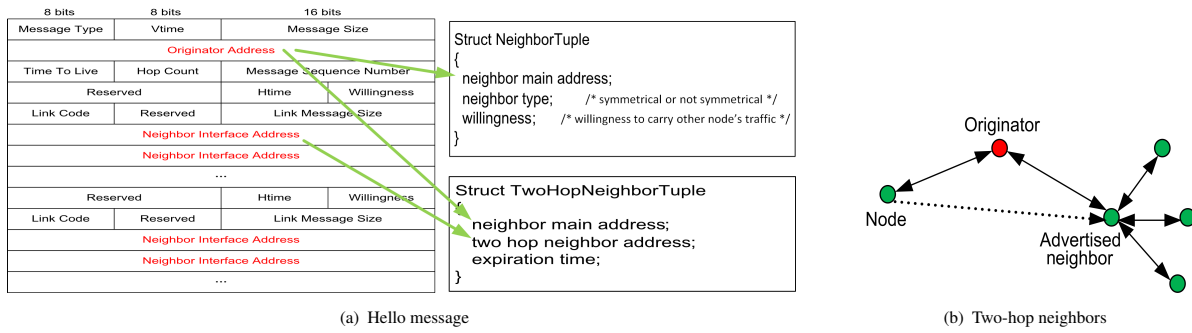 8 bits 8 bits 16 bits
Message Type Vtime Message Size
Originator Address
Time To Live Hop Count Message Sequence Number
Reserved Htime Willingness
Link Code Reserved Link Message Size
Neighbor Interface Address
Neighbor Interface Address
...
Reserved Htime Willingness
Link Code Reserved Link Message Size
Neighbor Interface Address
Neighbor Interface Address
...
Struct NeighborTuple
{
neighbor main address;
neighbor type; /* symmetrical or not symmetrical */
willingness; /* willingness to carry other node's traffic */
}
Struct TwoHopNeighborTuple
{
neighbor main address;
two hop neighbor address;
expiration time;
}
(a) Hello message
Originator
Node
Advertised
neighbor
(b) Two-hop neighbors